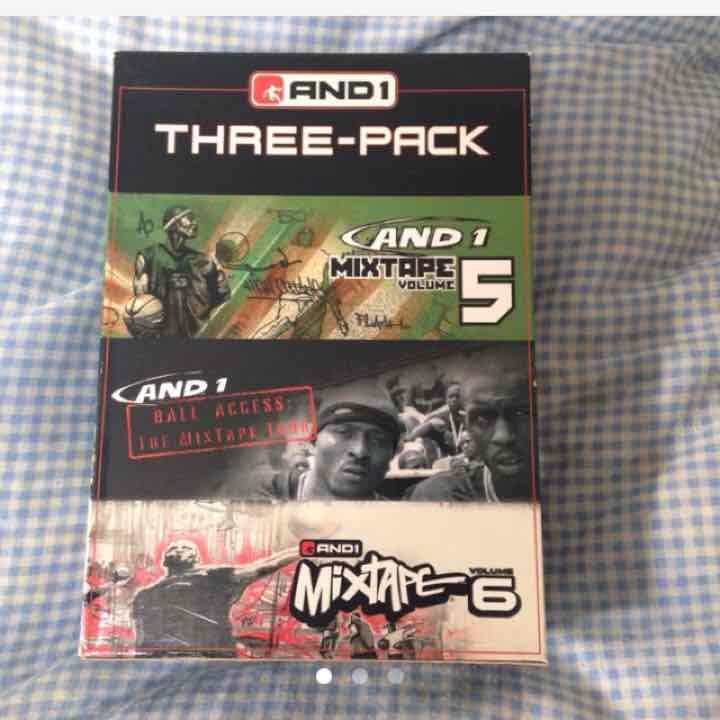 AND1
THREE-PACK
AND 1
MIXTAPE
VOLUME
5
AND 1
BALL ACCESS:
THE MIXTAPE TOUR
AND1
MIXTAPE
VOLUME
6